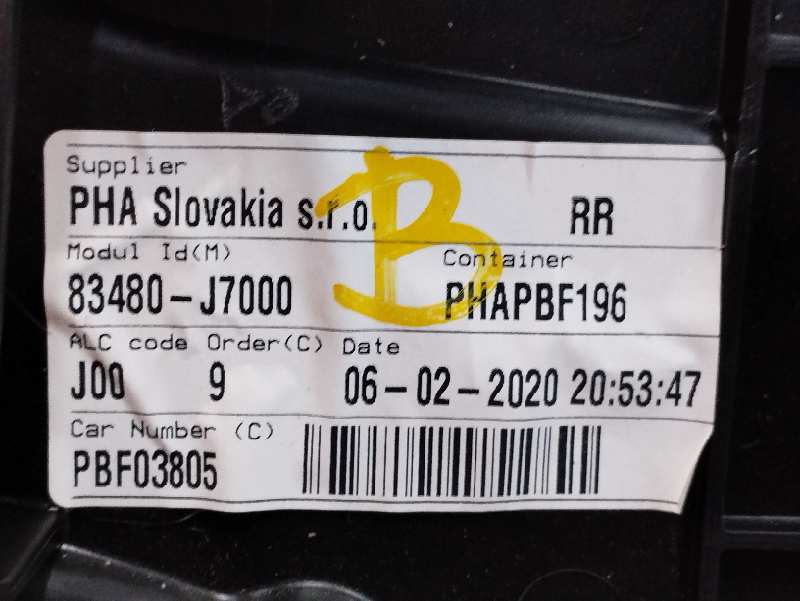 Supplier
PHA Slovakia s.r.o. RR
B
Modul Id(M) Container
83480-J7000 PHAPBF196
ALC code Order(C) Date
J00 9 06-02-2020 20:53:47
Car Number (C)
PBF03805